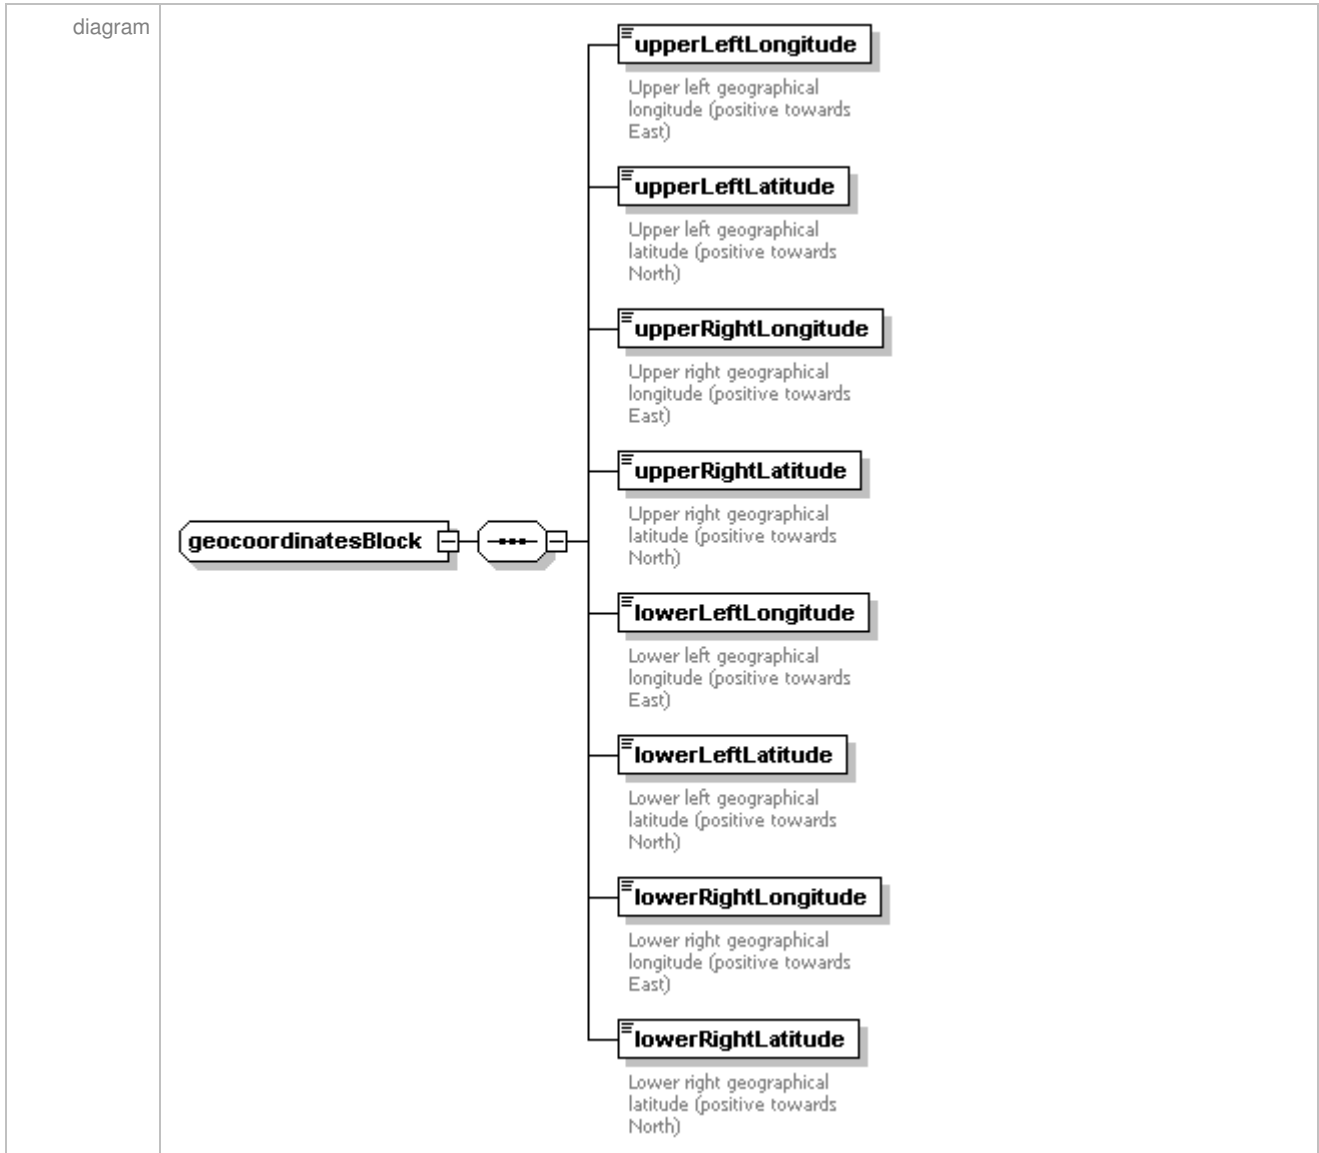 diagram
upperLeftLongitude
Upper left geographical
longitude (positive towards
East)
upperLeftLatitude
Upper left geographical
latitude (positive towards
North)
upperRightLongitude
Upper right geographical
longitude (positive towards
East)
upperRightLatitude
Upper right geographical
latitude (positive towards
North)
geocoordinatesBlock
lowerLeftLongitude
Lower left geographical
longitude (positive towards
East)
lowerLeftLatitude
Lower left geographical
latitude (positive towards
North)
lowerRightLongitude
Lower right geographical
longitude (positive towards
East)
lowerRightLatitude
Lower right geographical
latitude (positive towards
North)